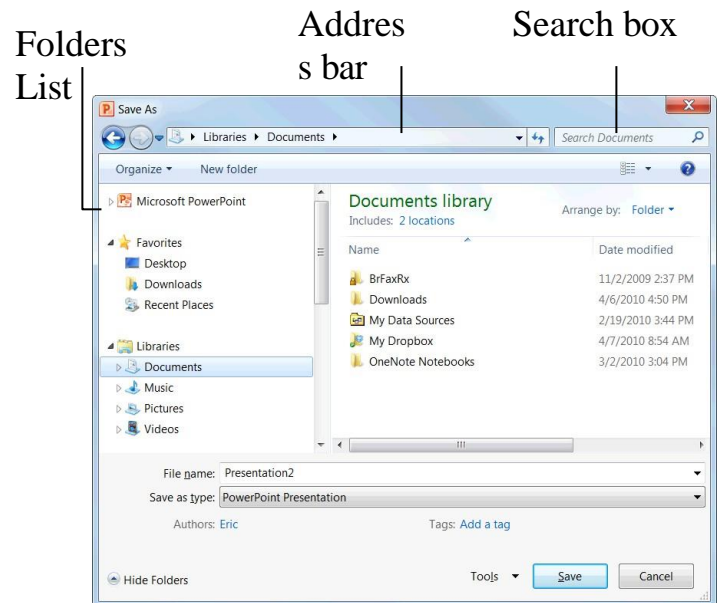 Folders
List
Addres
s bar
Search box
Save As
Libraries Documents
Search Documents
Organize New folder
Microsoft PowerPoint
Favorites
Desktop
Downloads
Recent Places
Libraries
Documents
Music
Pictures
Videos
Documents library
Includes: 2 locations
Arrange by: Folder
Name Date modified
BrFaxRx 11/2/2009 2:37 PM
Downloads 4/6/2010 4:50 PM
My Data Sources 2/19/2010 3:44 PM
My Dropbox 4/7/2010 8:54 AM
OneNote Notebooks 3/2/2010 3:04 PM
File name: Presentation2
Save as type: PowerPoint Presentation
Authors: Eric Tags: Add a tag
Hide Folders Tools Save Cancel